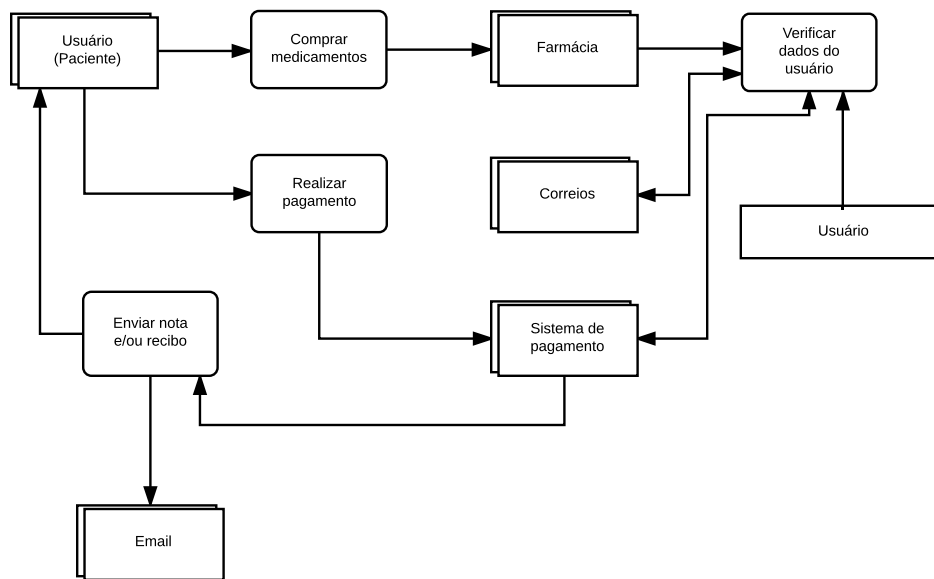 Usuário
(Paciente)
Comprar
medicamentos
Farmácia
Verificar
dados do
usuário
Realizar
pagamento
Correios
Usuário
Enviar nota
e/ou recibo
Sistema de
pagamento
Email